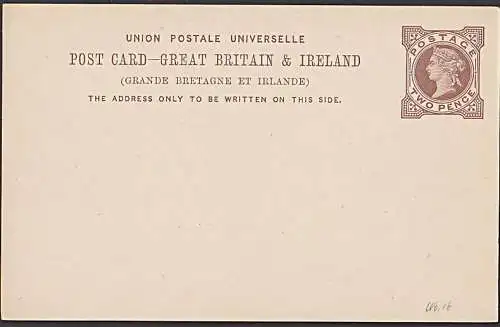 UNION POSTALE UNIVERSELLE
POST CARD—GREAT BRITAIN & IRELAND
(GRANDE BRETAGNE ET IRLANDE)
THE ADDRESS ONLY TO BE WRITTEN ON THIS SIDE.
POSTAGE
TWO PENCE